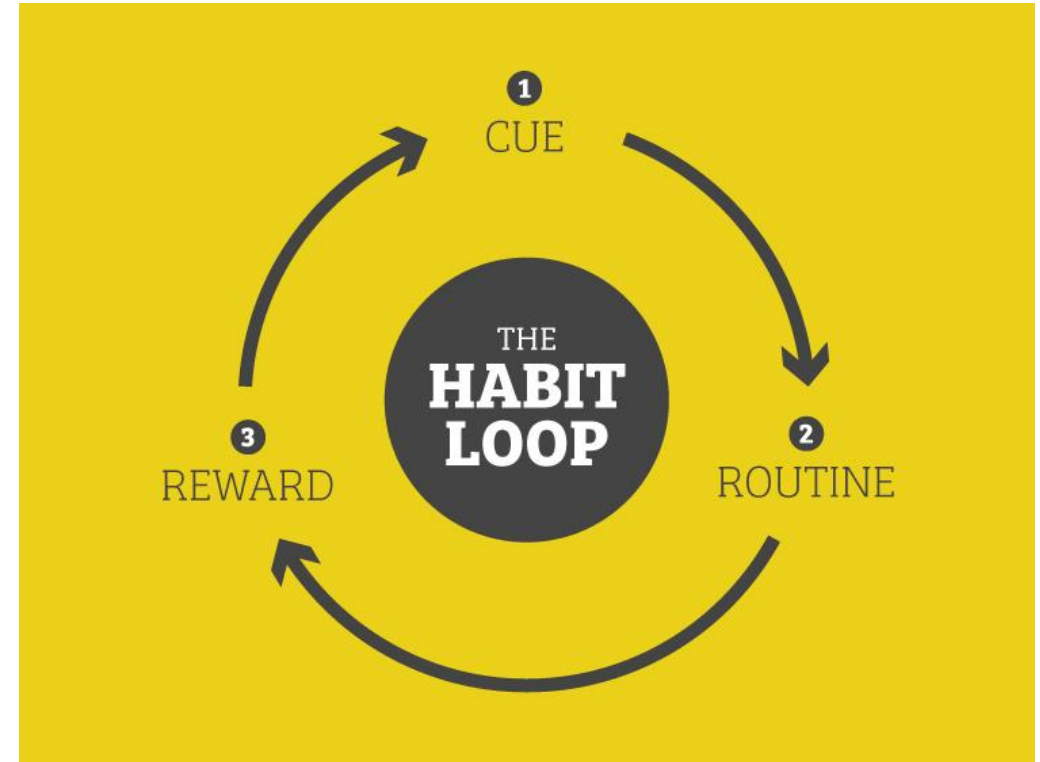 1
CUE
THE
HABIT
LOOP
2
ROUTINE
3
REWARD